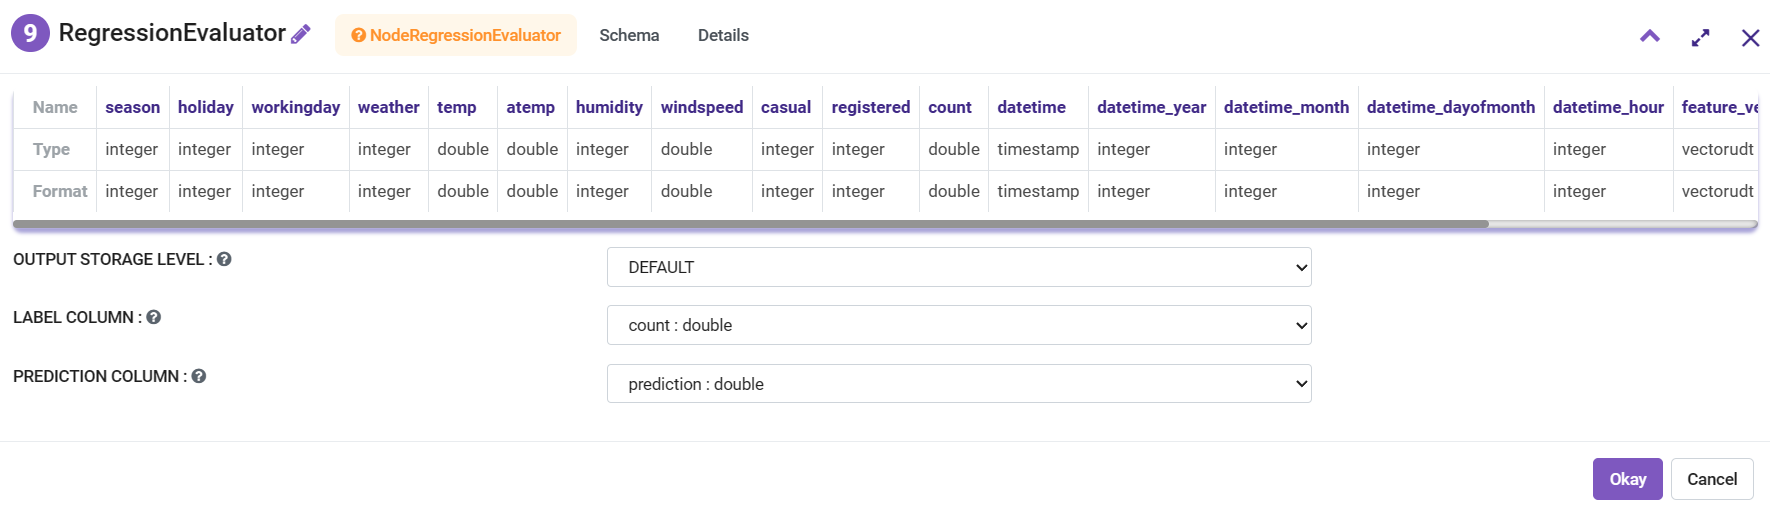 9 RegressionEvaluator NodeRegressionEvaluator Schema Details
Name season holiday workingday weather temp atemp humidity windspeed casual registered count datetime datetime_year datetime_month datetime_dayofmonth datetime_hour feature_ve
Type integer integer integer integer double double integer double integer integer double timestamp integer integer integer integer vectorudt
Format integer integer integer integer double double integer double integer integer double timestamp integer integer integer integer vectorudt
OUTPUT STORAGE LEVEL : DEFAULT
LABEL COLUMN : count : double
PREDICTION COLUMN : prediction : double
Okay Cancel